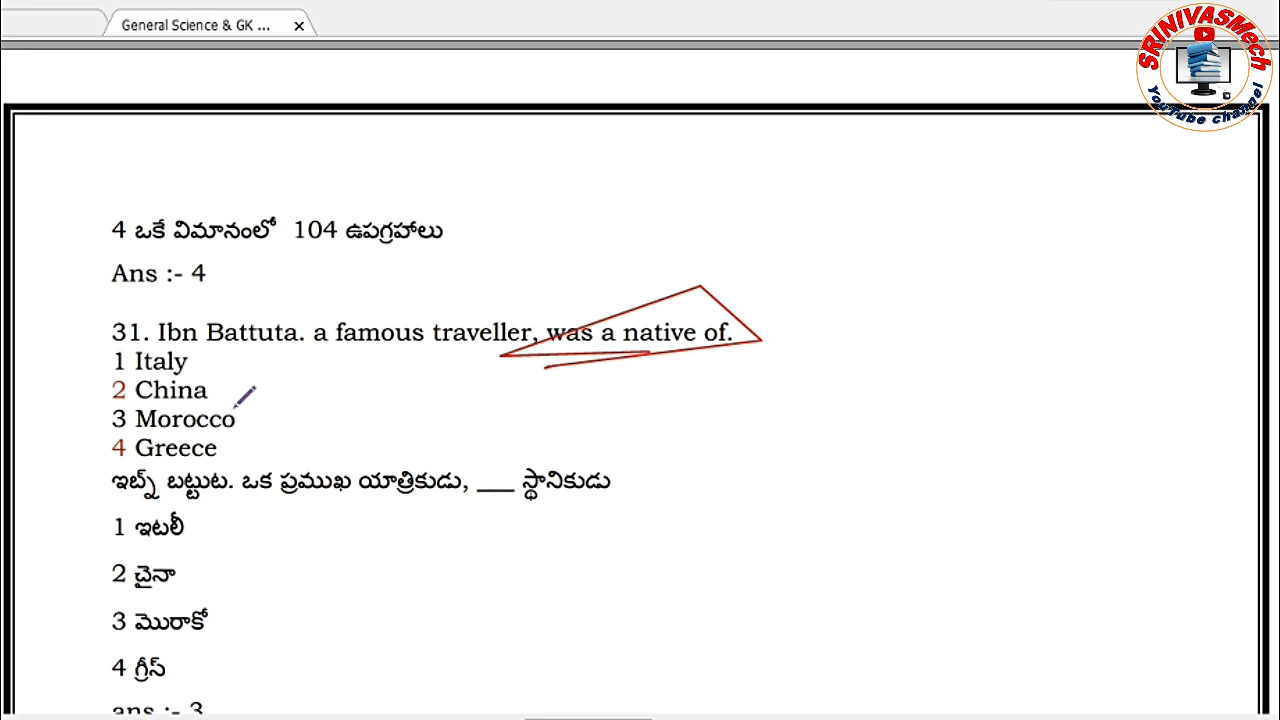 General Science & GK ...
SRINIVASMech
YouTube channel
4 ఒకే విమానంలో 104 ఉపగ్రహాలు
Ans :- 4
31. Ibn Battuta. a famous traveller, was a native of.
1 Italy
2 China
3 Morocco
4 Greece
ఇబ్న్ బట్టుట. ఒక ప్రముఖ యాత్రికుడు, ___ స్థానికుడు
1 ఇటలీ
2 చైనా
3 మొరాకో
4 గ్రీస్
ans :- 3